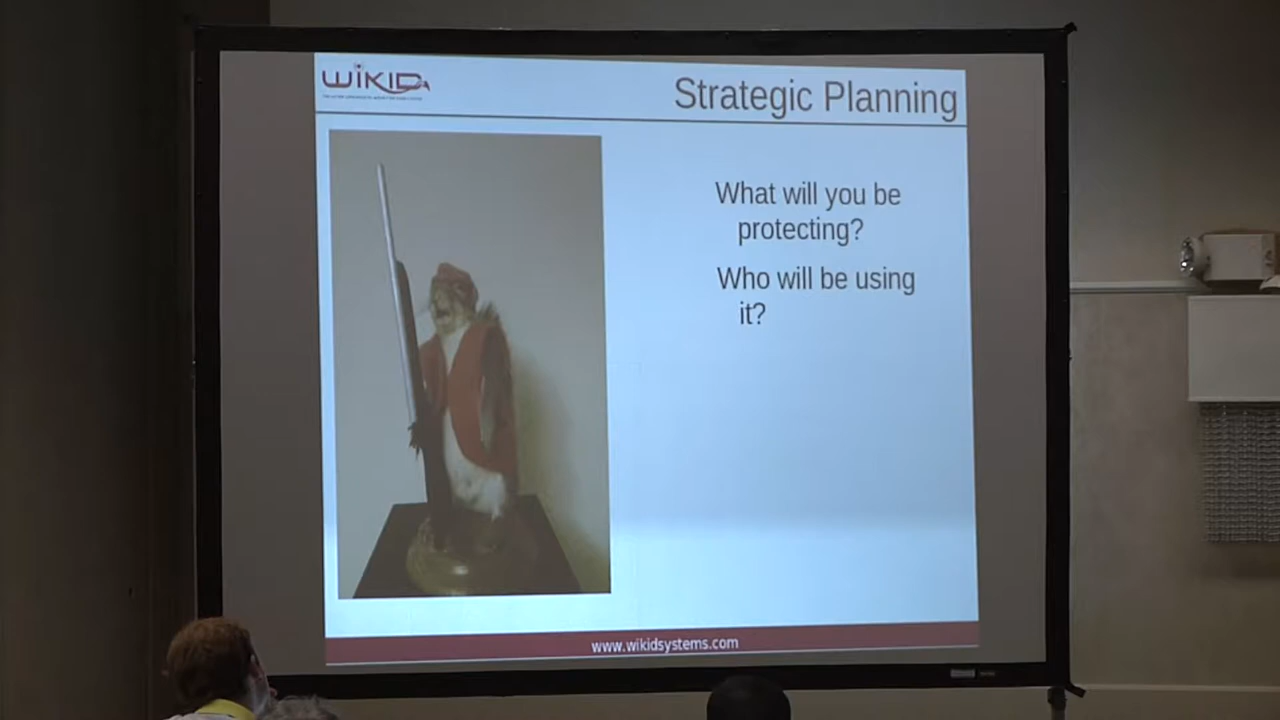 WiKID
Strategic Planning
What will you be
protecting?
Who will be using
it?
www.wikidsystems.com